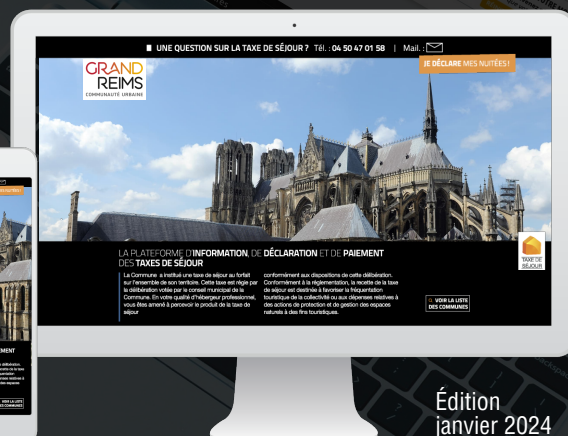 ■ UNE QUESTION SUR LA TAXE DE SÉJOUR ? Tél. : 04 50 47 01 58 | Mail. :
JE DÉCLARE MES NUITÉES !
GRAND
REIMS
COMMUNAUTÉ URBAINE
LA PLATEFORME D'INFORMATION, DE DÉCLARATION ET DE PAIEMENT
DES TAXES DE SÉJOUR
La Commune a institué une taxe de séjour au forfait
sur l'ensemble de son territoire. Cette taxe est régie par
la délibération votée par le conseil municipal de la
Commune. En votre qualité d'hébergeur professionnel,
vous êtes amené à percevoir le produit de la taxe de
séjour
conformément aux dispositions de cette délibération.
Conformément à la réglementation, la recette de la taxe
de séjour est destinée à favoriser la fréquentation
touristique de la collectivité ou aux dépenses relatives à
des actions de protection et de gestion des espaces
naturels à des fins touristiques.
TAXE DE
SÉJOUR
VOIR LA LISTE
DES COMMUNES
VOIR LA LISTE
DES COMMUNES
Édition
janvier 2024